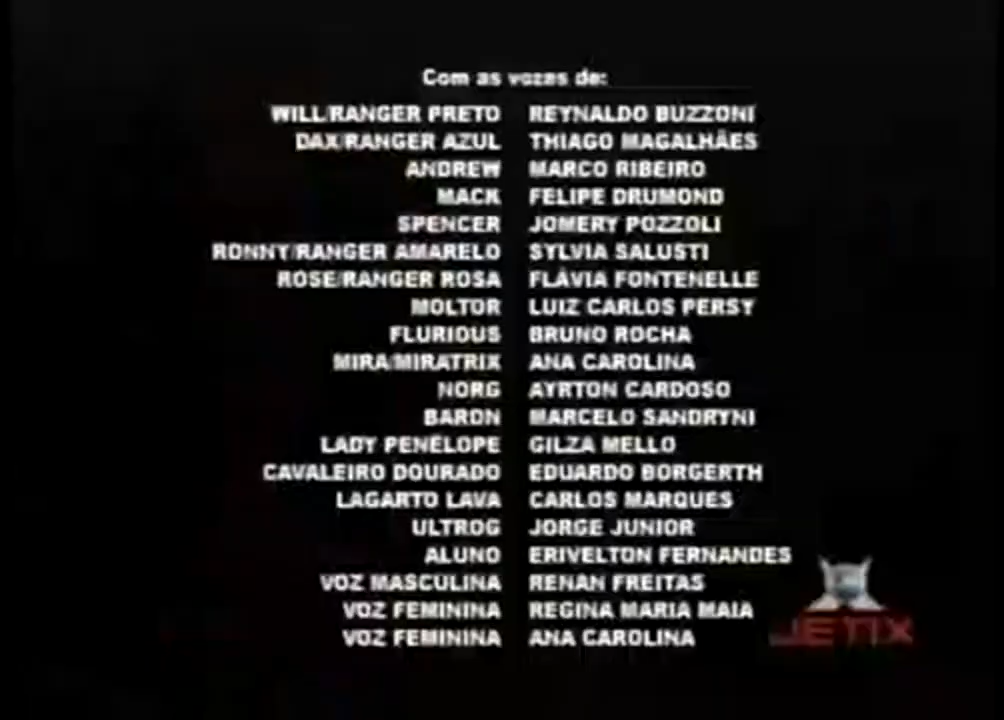 Com as vozes de:
WILL/RANGER PRETO REYNALDO BUZZONI
DAX/RANGER AZUL THIAGO MAGALHÃES
ANDREW MARCO RIBEIRO
MACK FELIPE DRUMOND
SPENCER JOMERY POZZOLI
RONNY/RANGER AMARELO SYLVIA SALUSTI
ROSE/RANGER ROSA FLÁVIA FONTENELLE
MOLTOR LUIZ CARLOS PERSY
FLURIOUS BRUNO ROCHA
MIRA/MIRATRIX ANA CAROLINA
NORG AYRTON CARDOSO
BARON MARCELO SANDRYNI
LADY PENÉLOPE GILZA MELLO
CAVALEIRO DOURADO EDUARDO BORGERTH
LAGARTO LAVA CARLOS MARQUES
ULTROG JORGE JUNIOR
ALUNO ERIVELTON FERNANDES
VOZ MASCULINA RENAN FREITAS
VOZ FEMININA REGINA MARIA MAIA
VOZ FEMININA ANA CAROLINA
JETIX